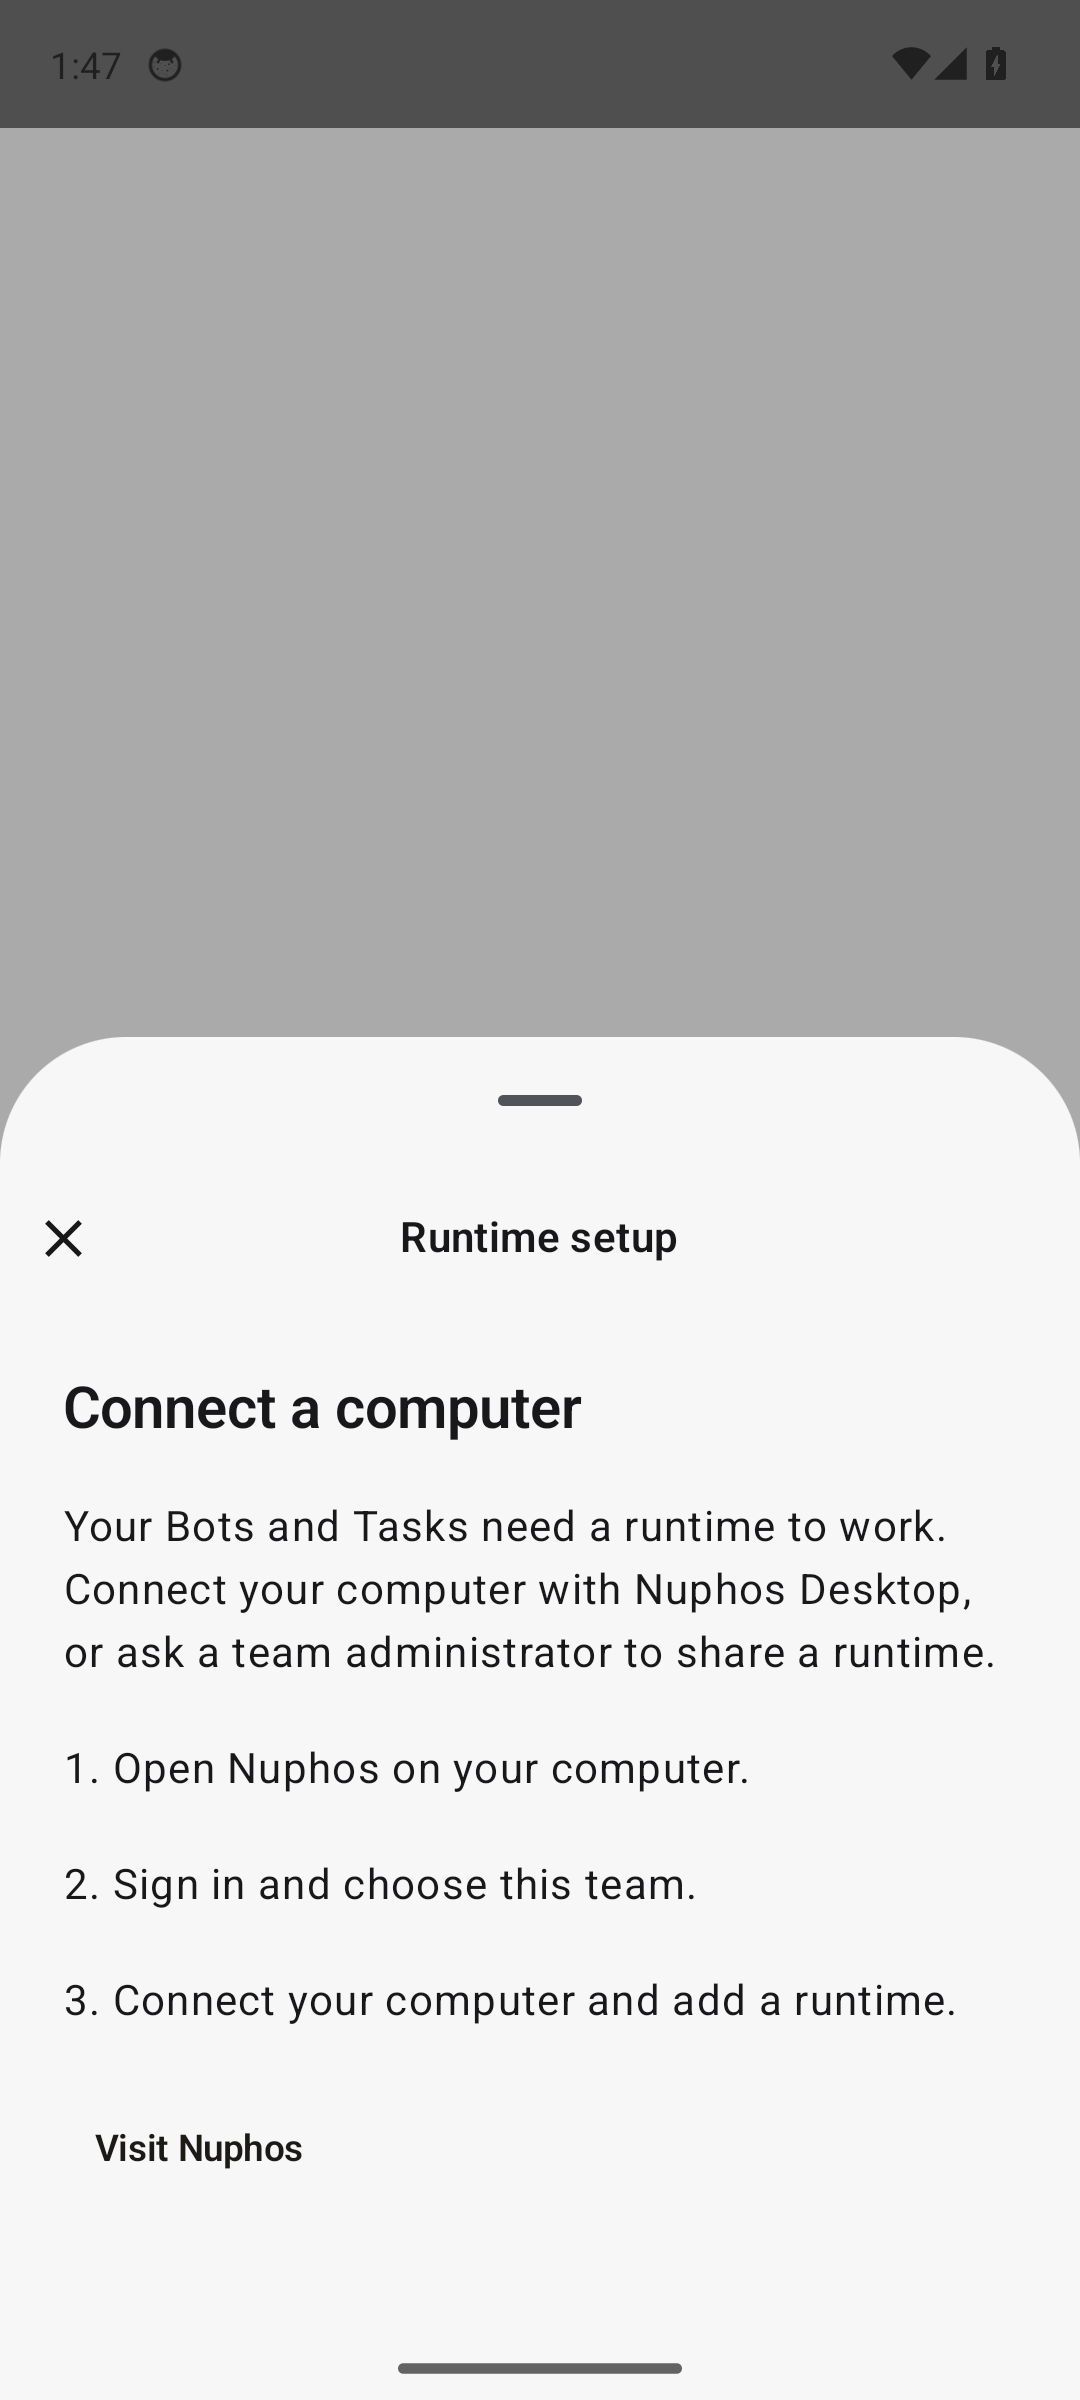 1:47
Runtime setup
Connect a computer
Your Bots and Tasks need a runtime to work.
Connect your computer with Nuphos Desktop,
or ask a team administrator to share a runtime.
1. Open Nuphos on your computer.
2. Sign in and choose this team.
3. Connect your computer and add a runtime.
Visit Nuphos